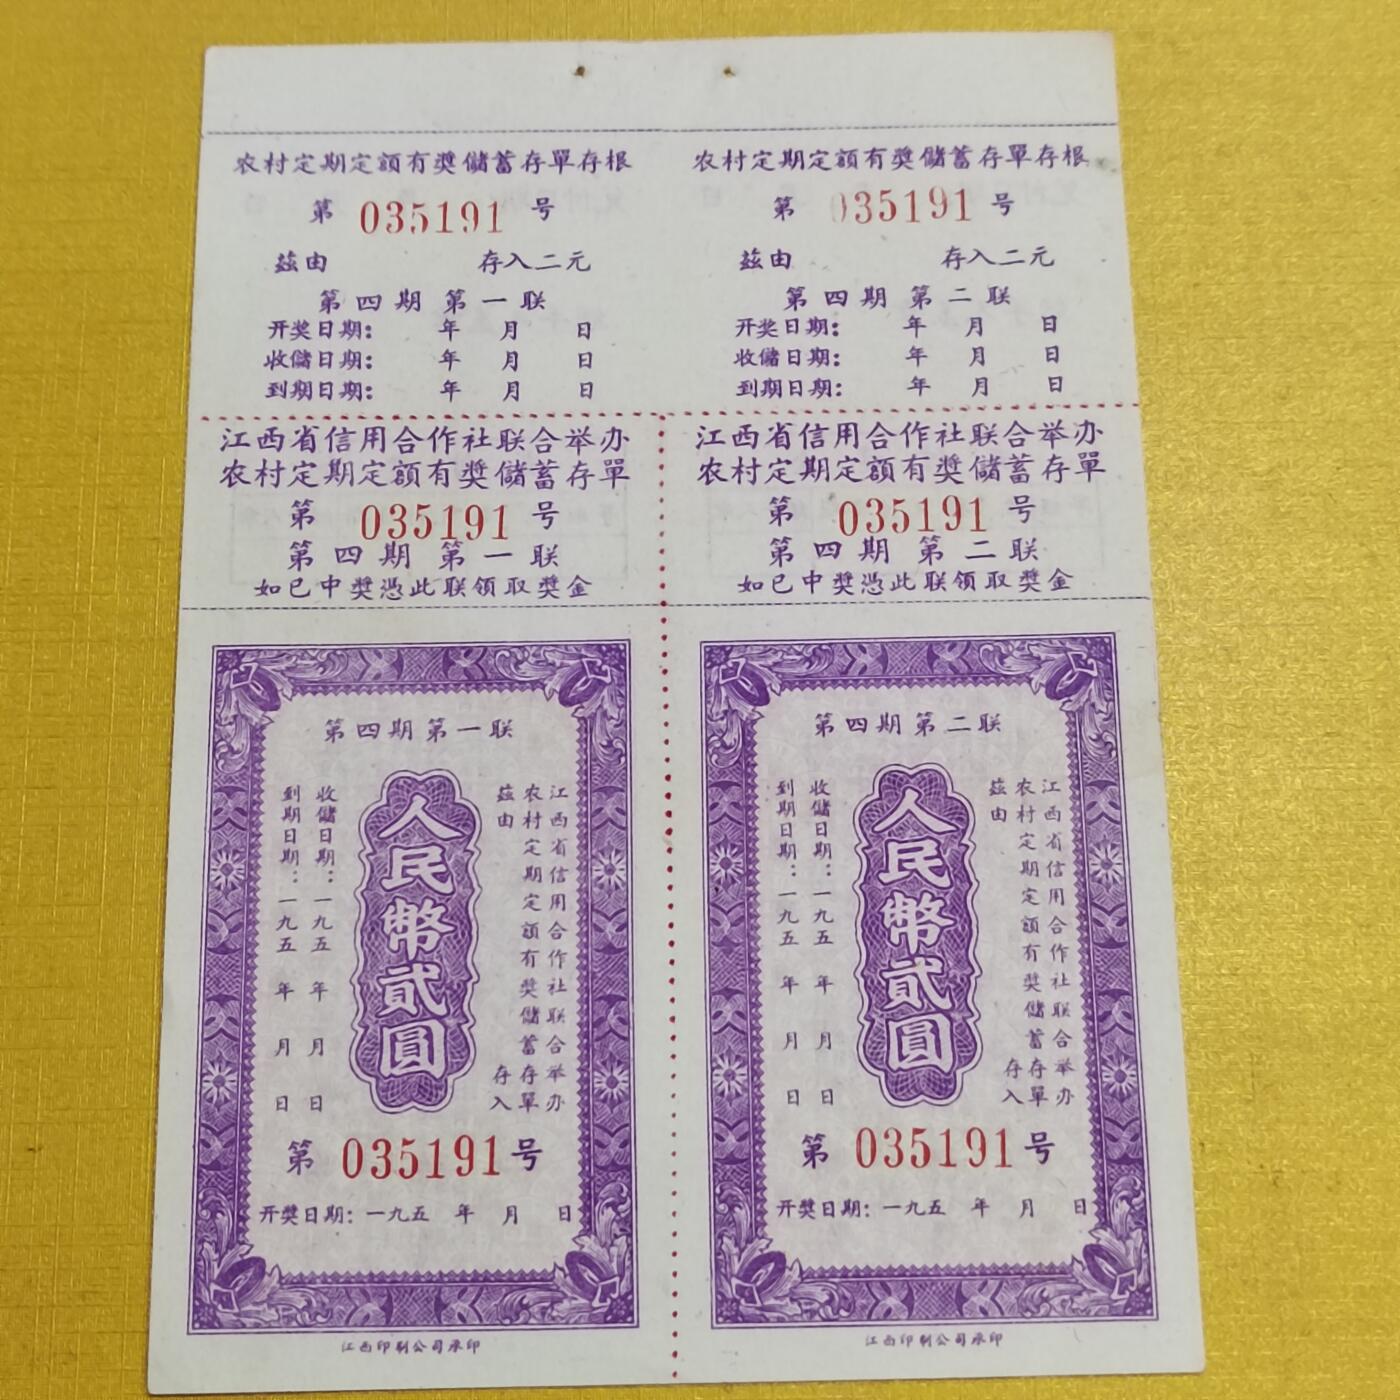 农村定期定額有奬儲蓄存單存根
第 035191 号
茲由 存入二元
第四期 第一联
开奖日期： 年 月 日
收儲日期： 年 月 日
到期日期： 年 月 日
江西省信用合作社联合举办
农村定期定額有奬儲蓄存單
第 035191 号
第四期 第一联
如已中奬憑此联领取奬金
第四期第一联
江西省信用合作社联合举办
农村定期定額有奬儲蓄存單
茲由 存入
人民幣貳圓
收儲日期：一九五 年 月 日
到期日期：一九五 年 月 日
第 035191 号
开奬日期：一九五 年 月 日
江西印制公司承印
农村定期定額有奬儲蓄存單存根
第 035191 号
茲由 存入二元
第四期 第二联
开奖日期： 年 月 日
收儲日期： 年 月 日
到期日期： 年 月 日
江西省信用合作社联合举办
农村定期定額有奬儲蓄存單
第 035191 号
第四期 第二联
如已中奬憑此联领取奬金
第四期第二联
江西省信用合作社联合举办
农村定期定額有奬儲蓄存單
茲由 存入
人民幣貳圓
收儲日期：一九五 年 月 日
到期日期：一九五 年 月 日
第 035191 号
开奬日期：一九五 年 月 日
江西印制公司承印